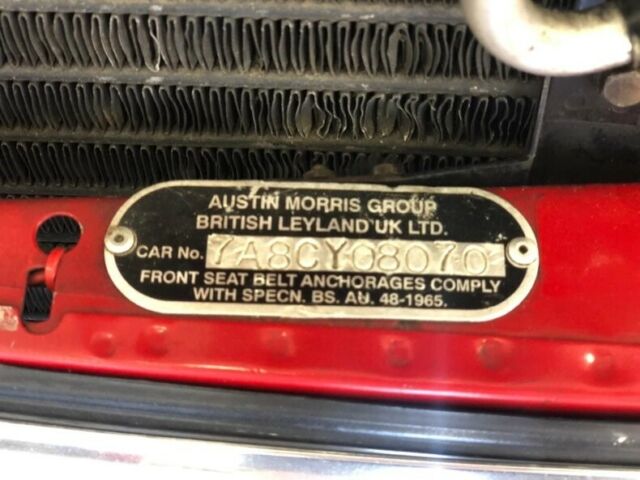 AUSTIN MORRIS GROUP
BRITISH LEYLAND UK LTD.
CAR No. 7A8CY08070
FRONT SEAT BELT ANCHORAGES COMPLY
WITH SPECN. BS. AU. 48-1965.